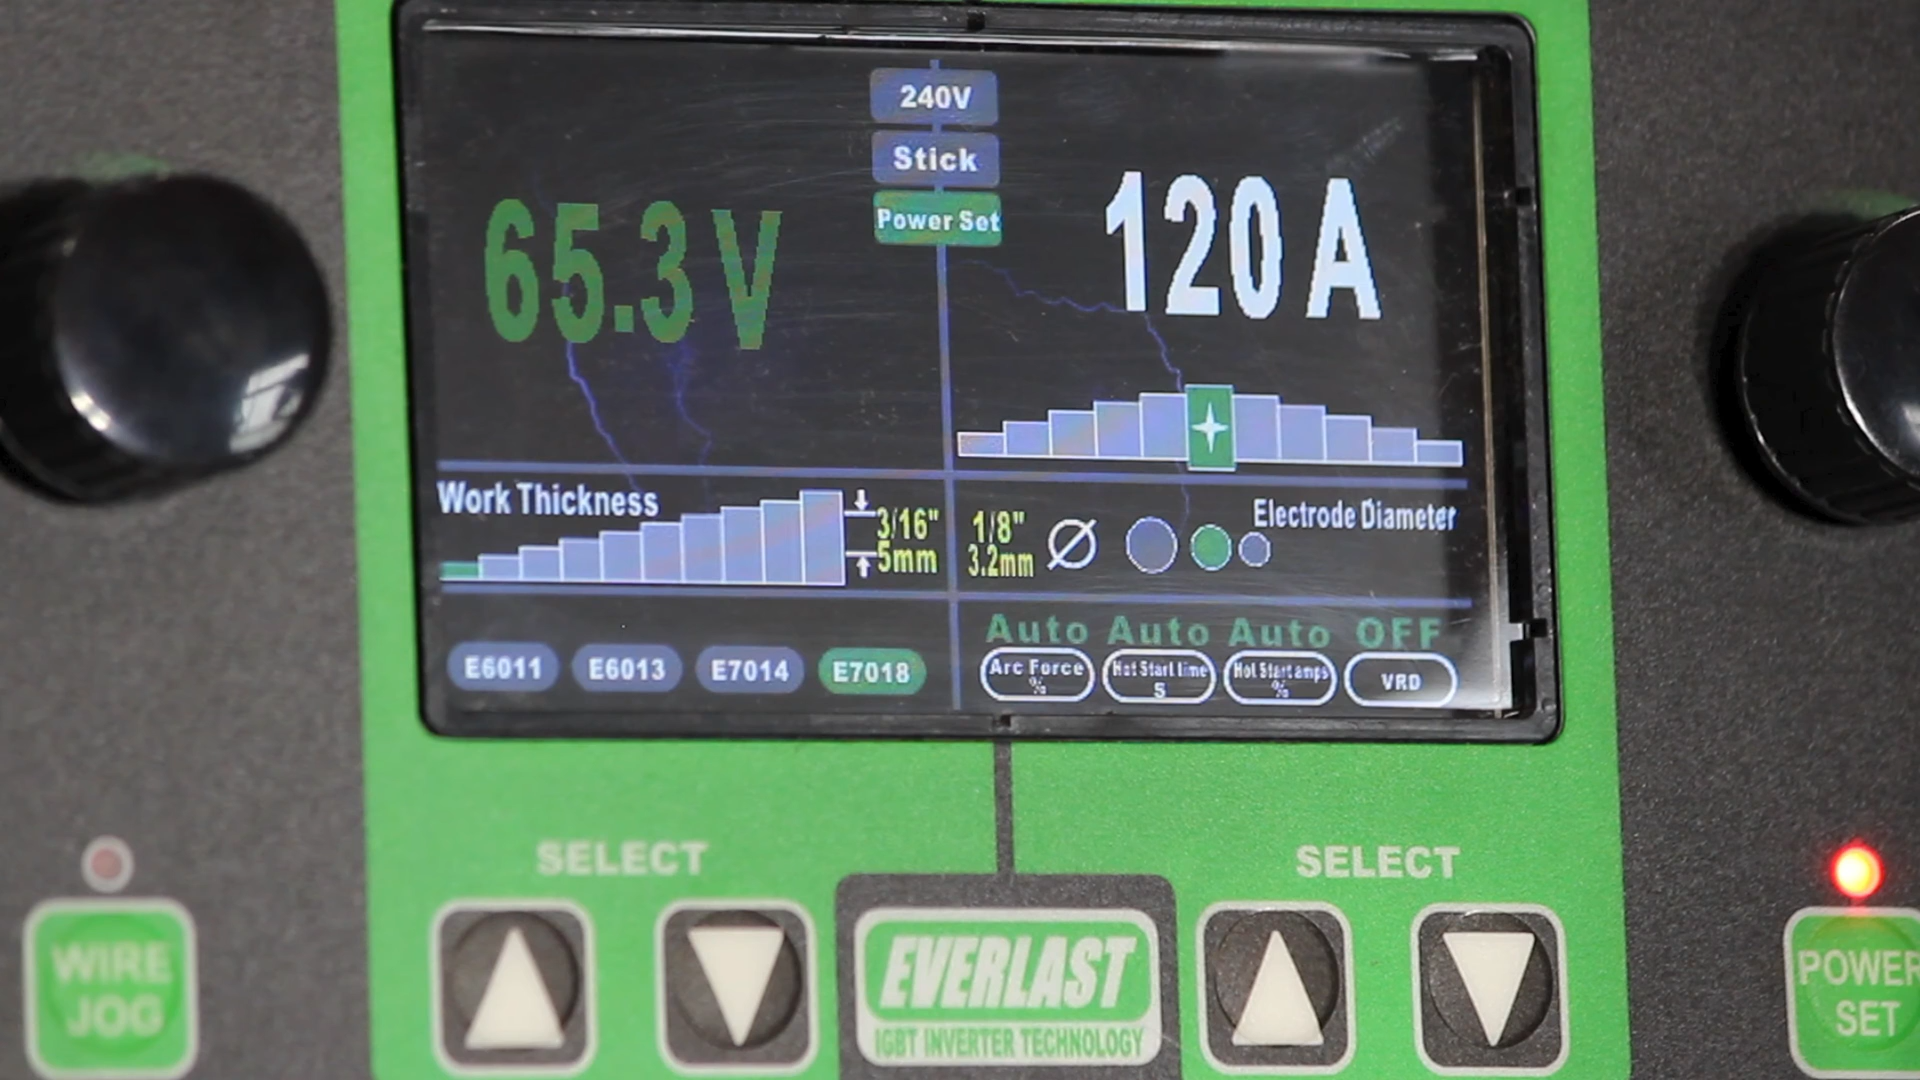 240V
Stick
Power Set
65.3 V
120 A
Work Thickness
3/16"
5mm
1/8"
3.2mm
Electrode Diameter
E6011
E6013
E7014
E7018
Auto
Auto
Auto
OFF
Arc Force
%
Hot Start time
S
Hot Start amps
%
VRD
SELECT
SELECT
WIRE
JOG
EVERLAST
IGBT INVERTER TECHNOLOGY
POWER
SET